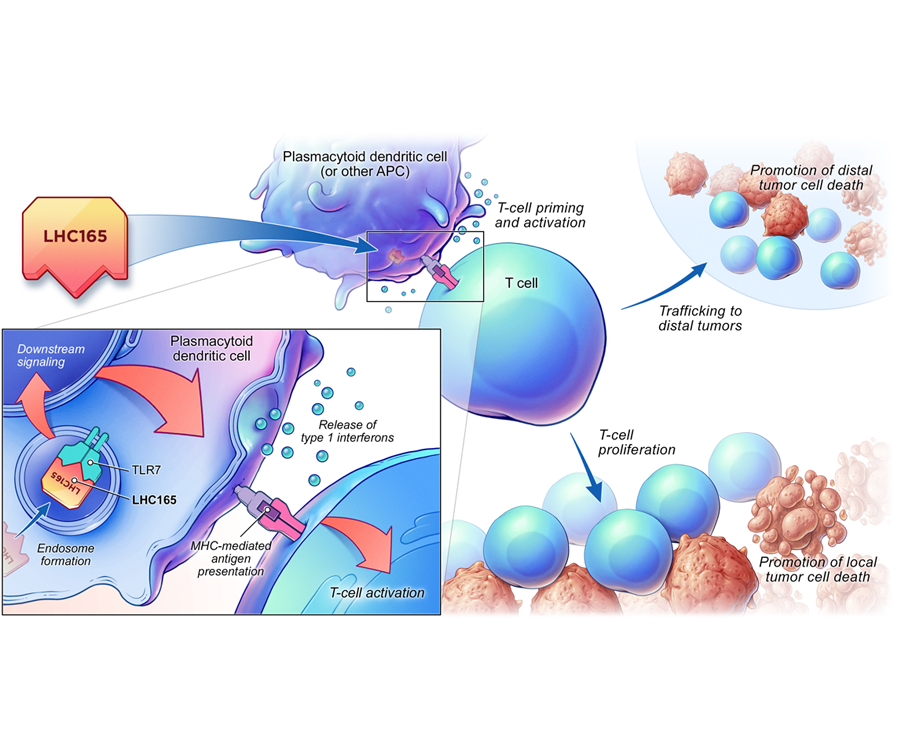 Plasmacytoid dendritic cell
(or other APC)
LHC165
T-cell priming
and activation
T cell
Promotion of distal
tumor cell death
Trafficking to
distal tumors
T-cell
proliferation
Promotion of local
tumor cell death
Downstream
signaling
Plasmacytoid
dendritic cell
Release of
type 1 interferons
TLR7
LHC165
LHC165
Endosome
formation
LHC
MHC-mediated
antigen
presentation
T-cell activation